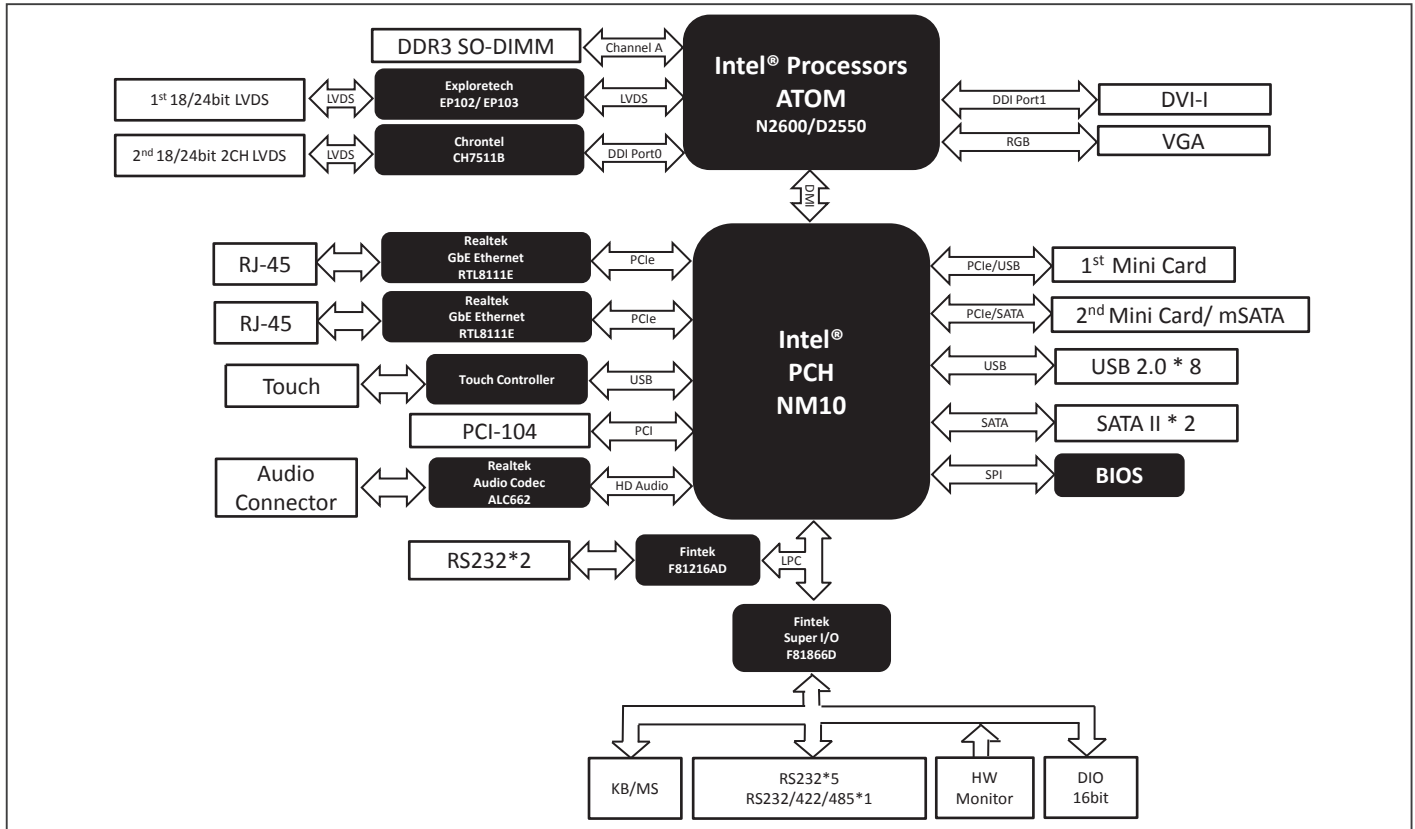 DDR3 SO-DIMM
Channel A
Intel® Processors
ATOM
N2600/D2550
1st 18/24bit LVDS
LVDS
Exploretech
EP102/ EP103
LVDS
DDI Port1
DVI-I
2nd 18/24bit 2CH LVDS
LVDS
Chrontel
CH7511B
DDI Port0
RGB
VGA
DMI
RJ-45
Realtek
GbE Ethernet
RTL8111E
PCIe
PCIe/USB
1st Mini Card
RJ-45
Realtek
GbE Ethernet
RTL8111E
PCIe
PCIe/SATA
2nd Mini Card/ mSATA
Intel®
PCH
NM10
Touch
Touch Controller
USB
USB
USB 2.0 * 8
PCI-104
PCI
SATA
SATA II * 2
Audio
Connector
Realtek
Audio Codec
ALC662
HD Audio
SPI
BIOS
RS232*2
Fintek
F81216AD
LPC
Fintek
Super I/O
F81866D
KB/MS
RS232*5
RS232/422/485*1
HW
Monitor
DIO
16bit